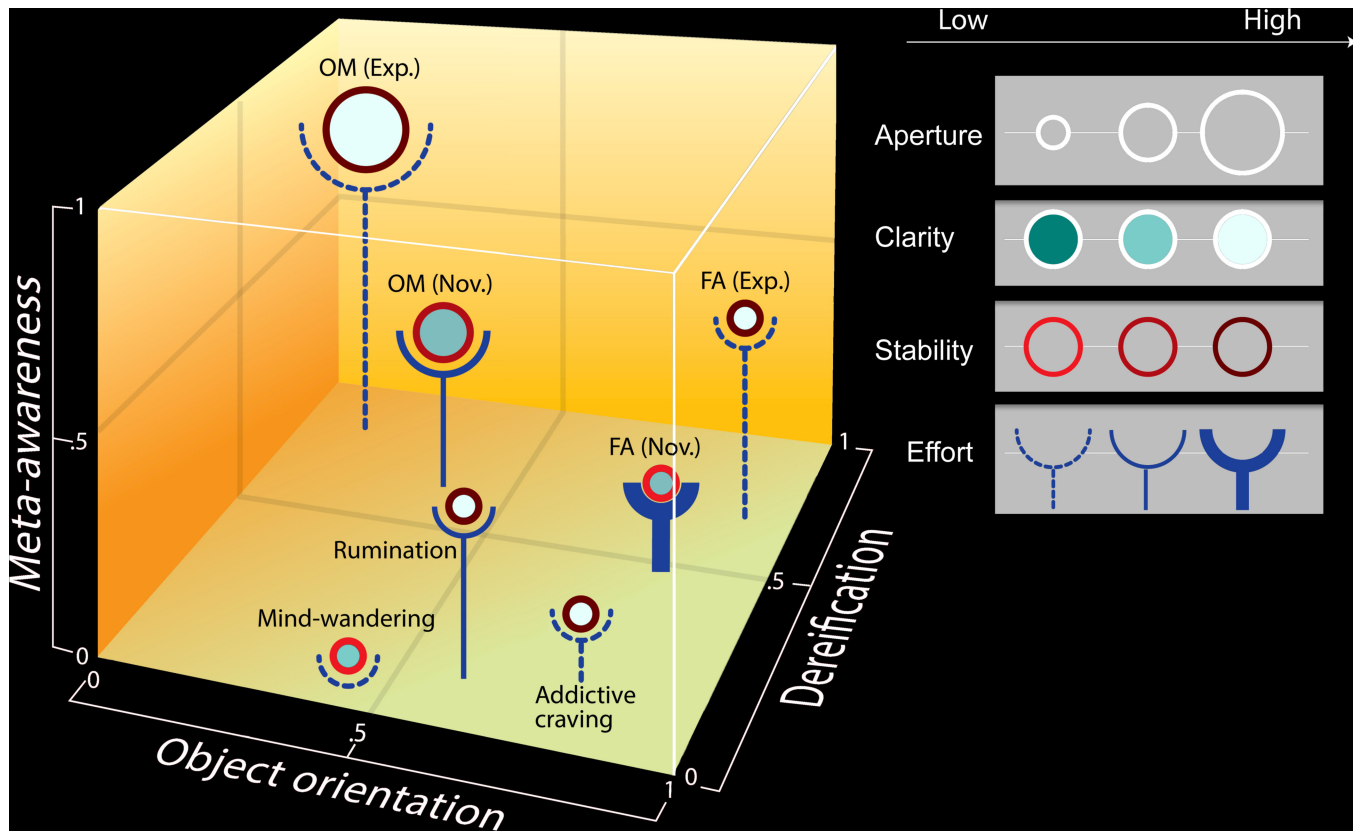 Low
High
OM (Exp.)
Aperture
1
Clarity
OM (Nov.)
FA (Exp.)
Stability
Meta-awareness
.5
1
FA (Nov.)
Effort
Rumination
.5
Mind-wandering
Dereification
0
0
Addictive
craving
.5
Object orientation
1
0